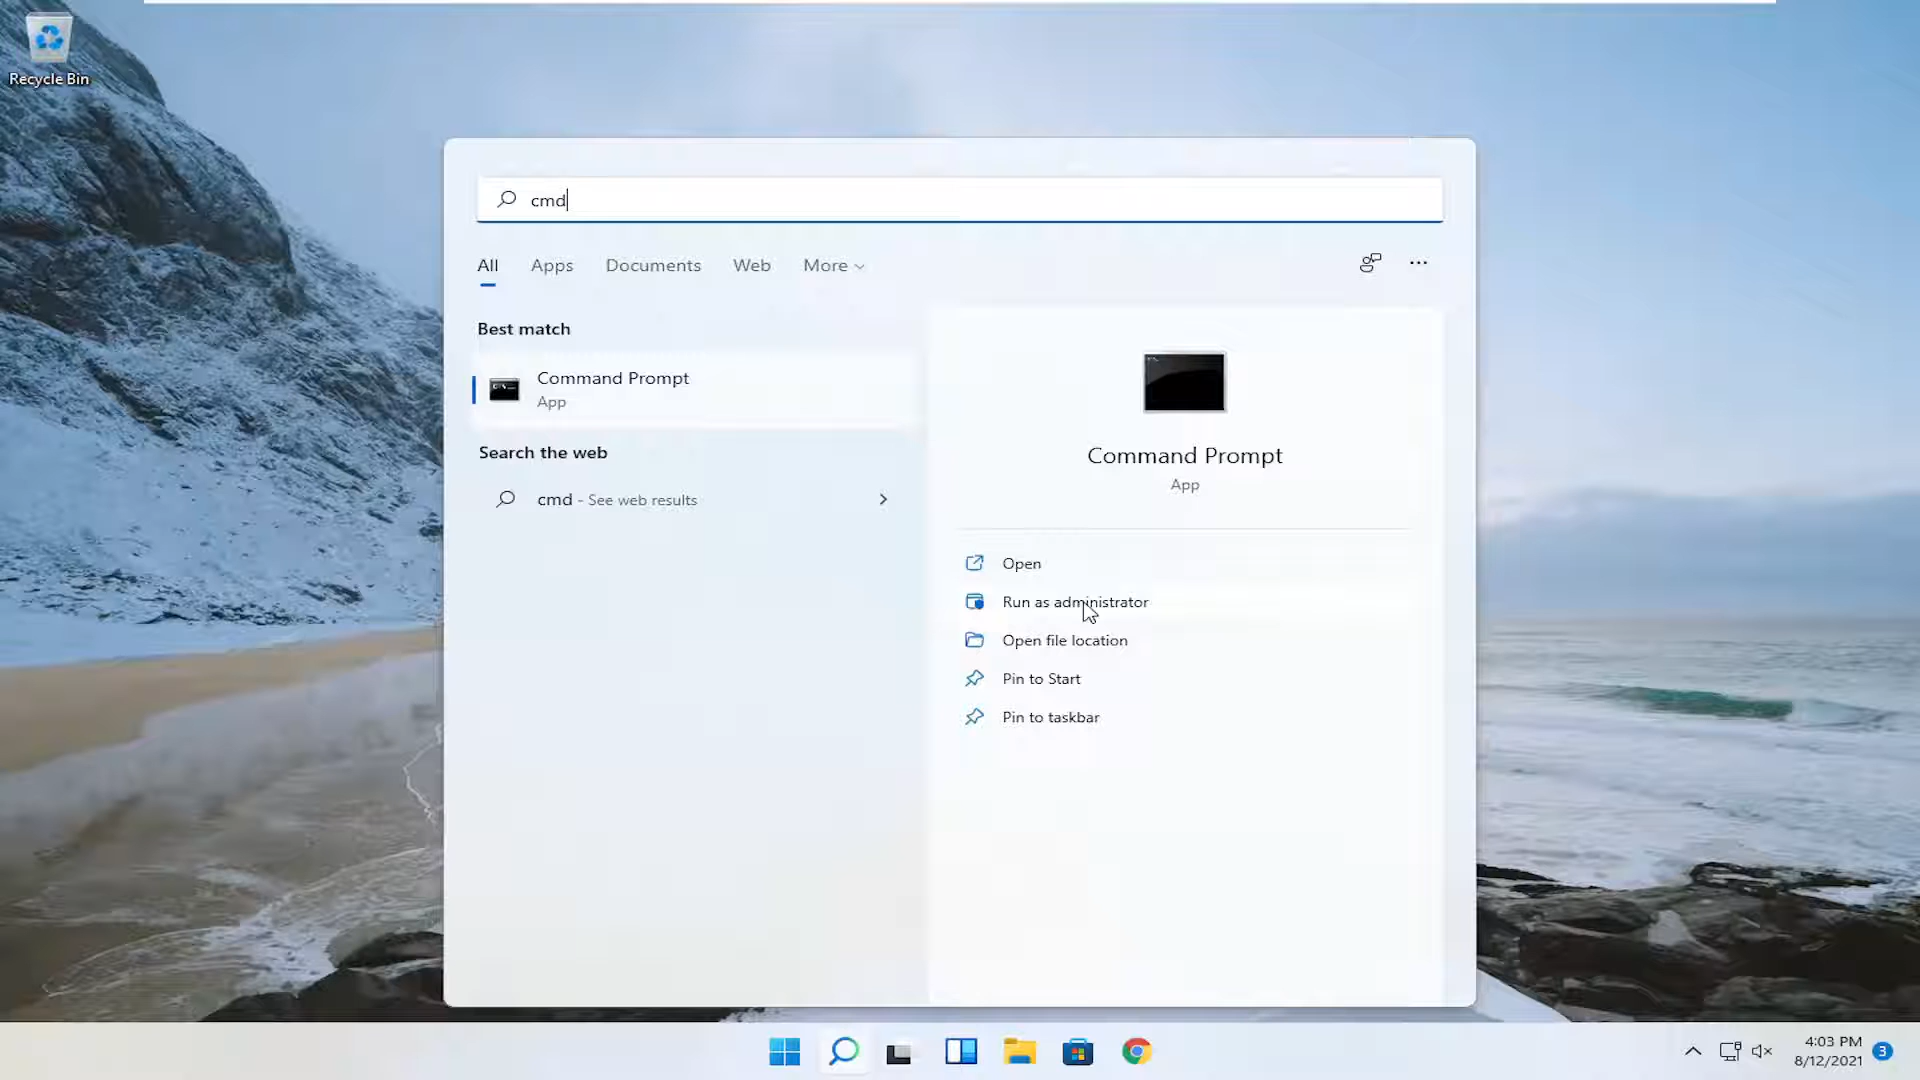 Recycle Bin
cmd
All Apps Documents Web More
Best match
Command Prompt
App
Search the web
cmd - See web results
Command Prompt
App
Open
Run as administrator
Open file location
Pin to Start
Pin to taskbar
4:03 PM
8/12/2021
3